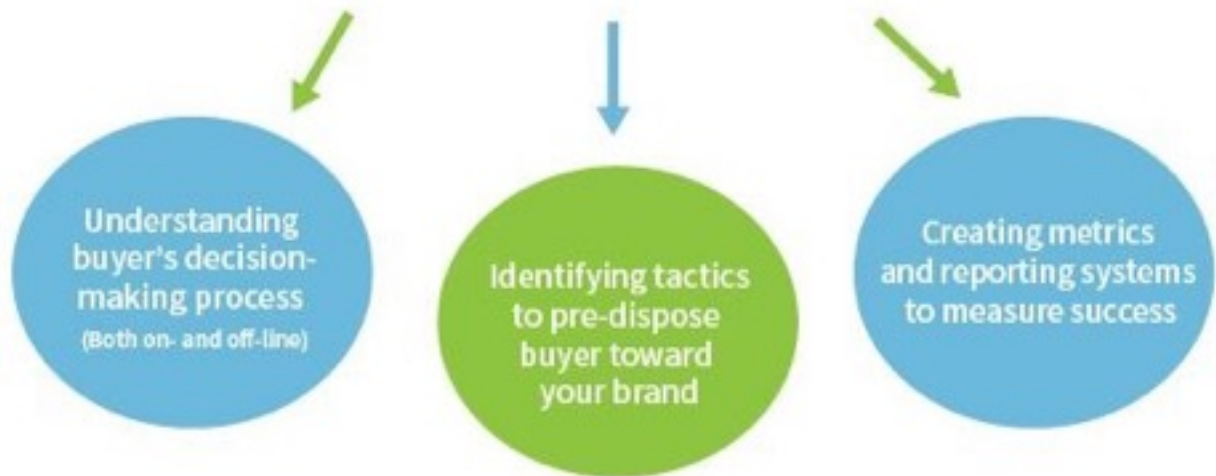 Understanding
buyer's decision-
making process
(Both on- and off-line)
Identifying tactics
to pre-dispose
buyer toward
your brand
Creating metrics
and reporting systems
to measure success